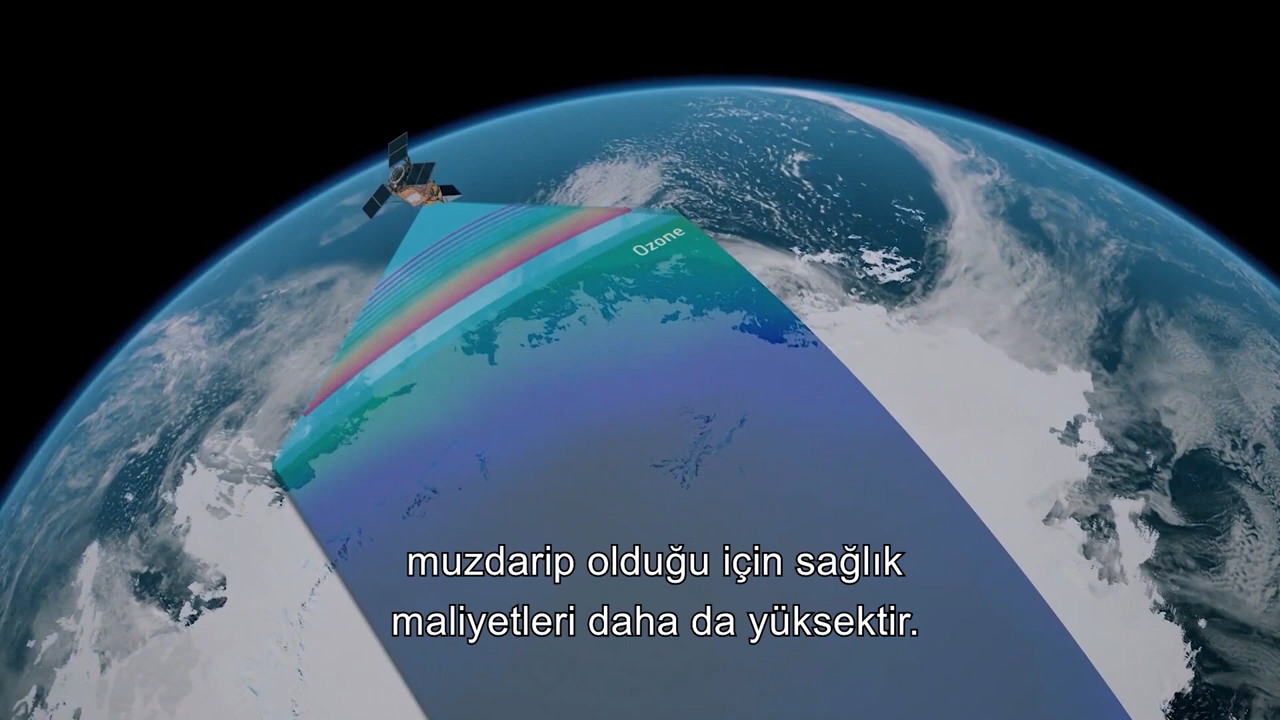 Ozone
muzdarip olduğu için sağlık
maliyetleri daha da yüksektir.